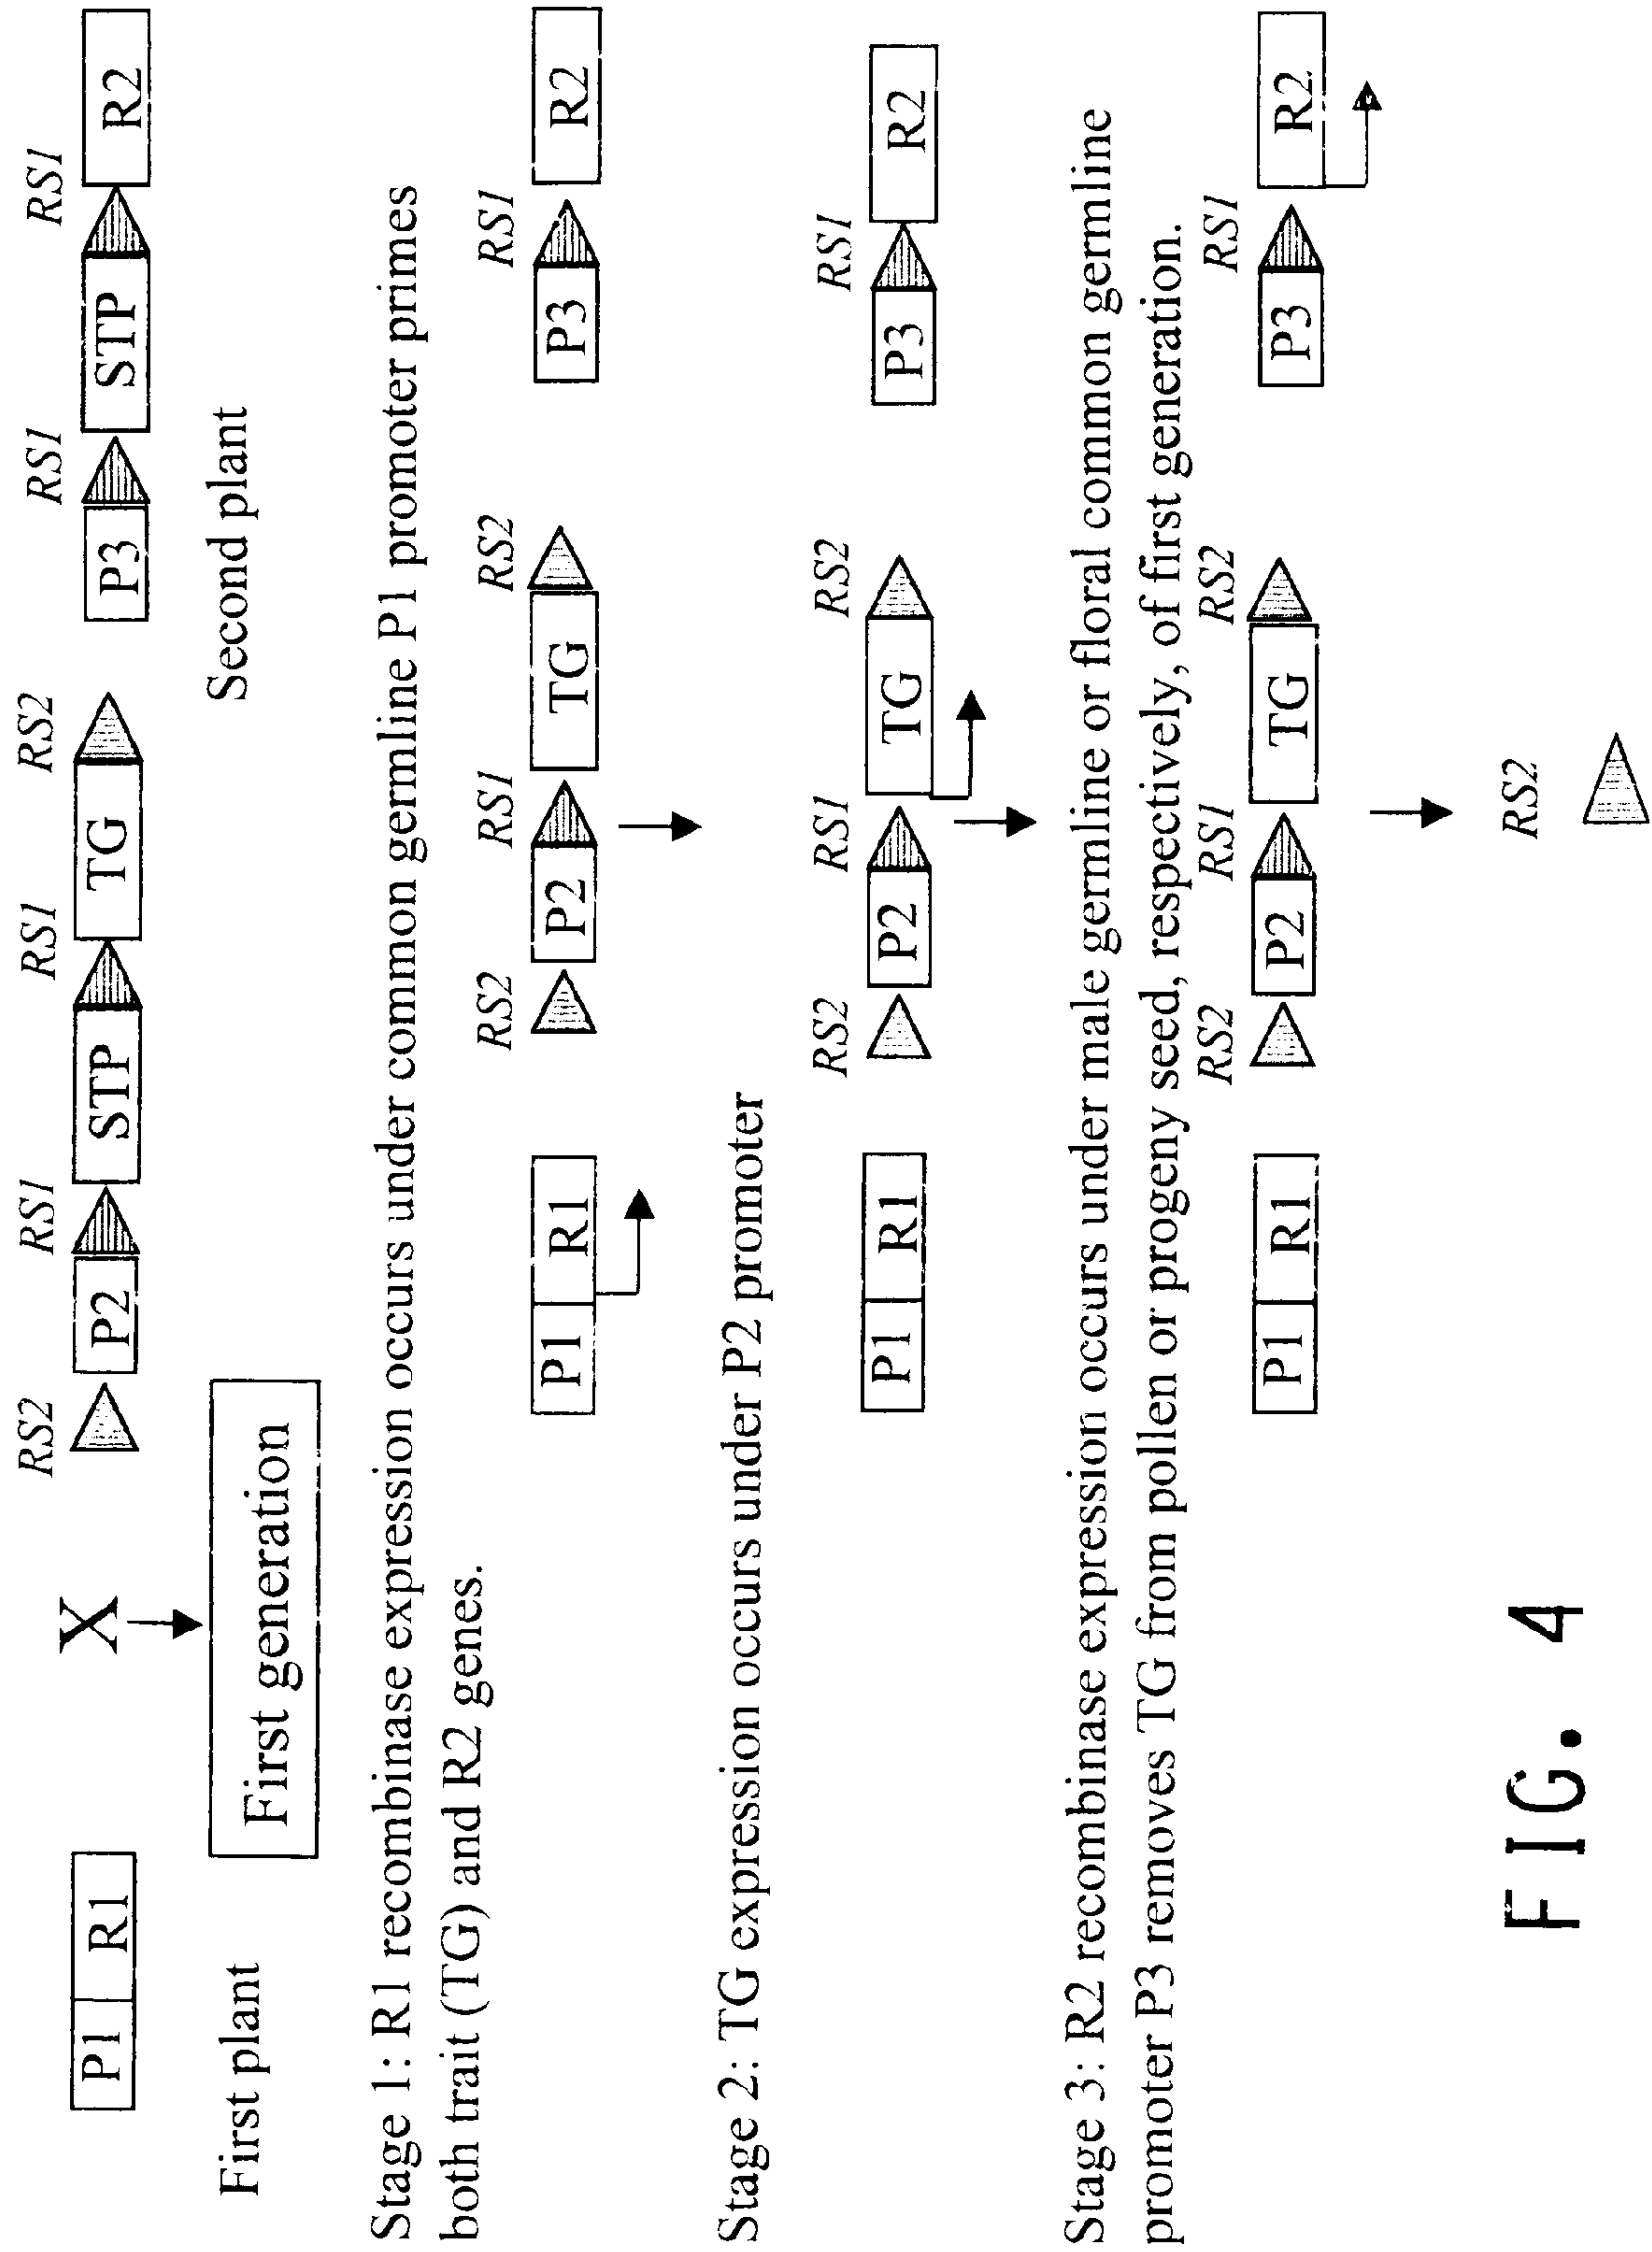 RS2 RS1 RS1 RS2 RS1 RS1
P1 R1 X P2 STP TG P3 STP R2
First plant First generation Second plant
Stage 1: R1 recombinase expression occurs under common germline P1 promoter primes
both trait (TG) and R2 genes.
RS2 RS1 RS2 RS1
P1 R1 P2 TG P3 R2
Stage 2: TG expression occurs under P2 promoter
RS2 RS1 RS2 RS1
P1 R1 P2 TG P3 R2
Stage 3: R2 recombinase expression occurs under male germline or floral common germline
promoter P3 removes TG from pollen or progeny seed, respectively, of first generation.
RS2 RS1 RS2 RS1
P1 R1 P2 TG P3 R2
RS2
FIG. 4